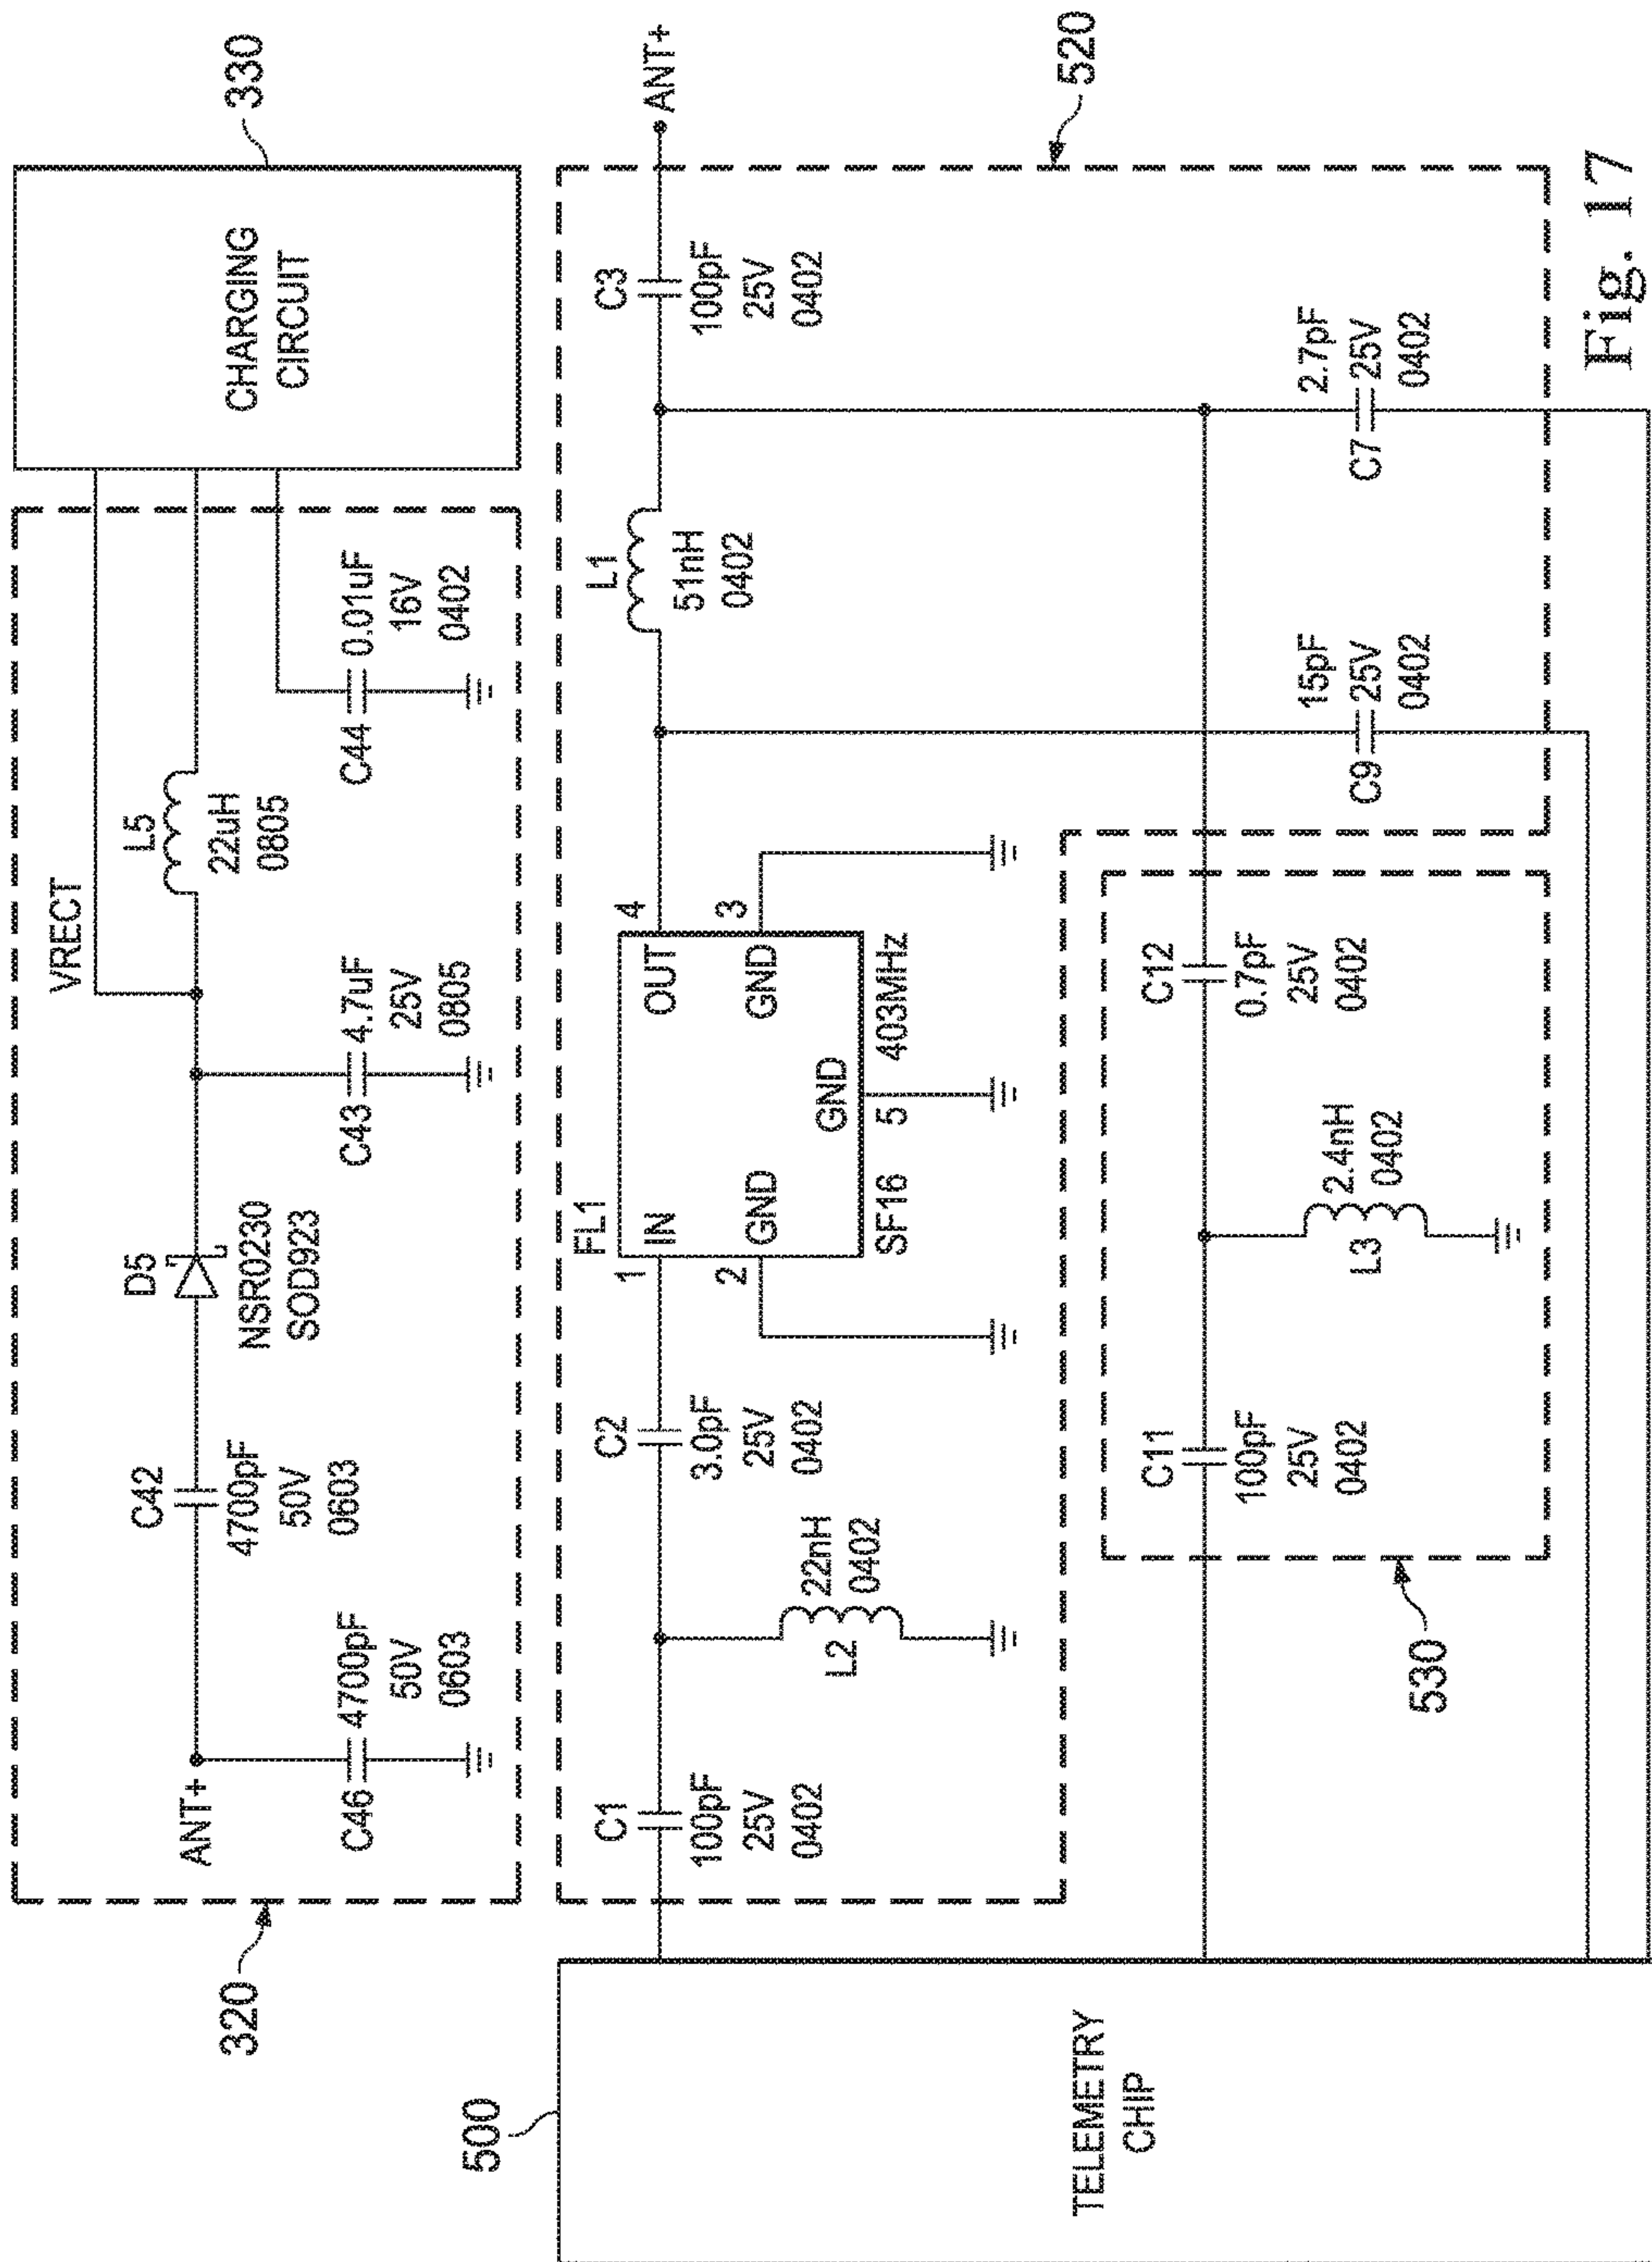 320
330
ANT+
C46
4700pF
50V
0603
C42
4700pF
50V
0603
D5
NSR0230
SOD923
C43
4.7uF
25V
0805
VRECT
L5
22uH
0805
C44
0.01uF
16V
0402
CHARGING
CIRCUIT
500
TELEMETRY
CHIP
520
C1
100pF
25V
0402
L2
22nH
0402
C2
3.0pF
25V
0402
FL1
1
IN
2
GND
OUT
4
GND
3
GND
5
SF16
403MHz
L1
51nH
0402
C3
100pF
25V
0402
ANT+
530
C11
100pF
25V
0402
L3
2.4nH
0402
C12
0.7pF
25V
0402
C9
15pF
25V
0402
C7
2.7pF
25V
0402
Fig. 17